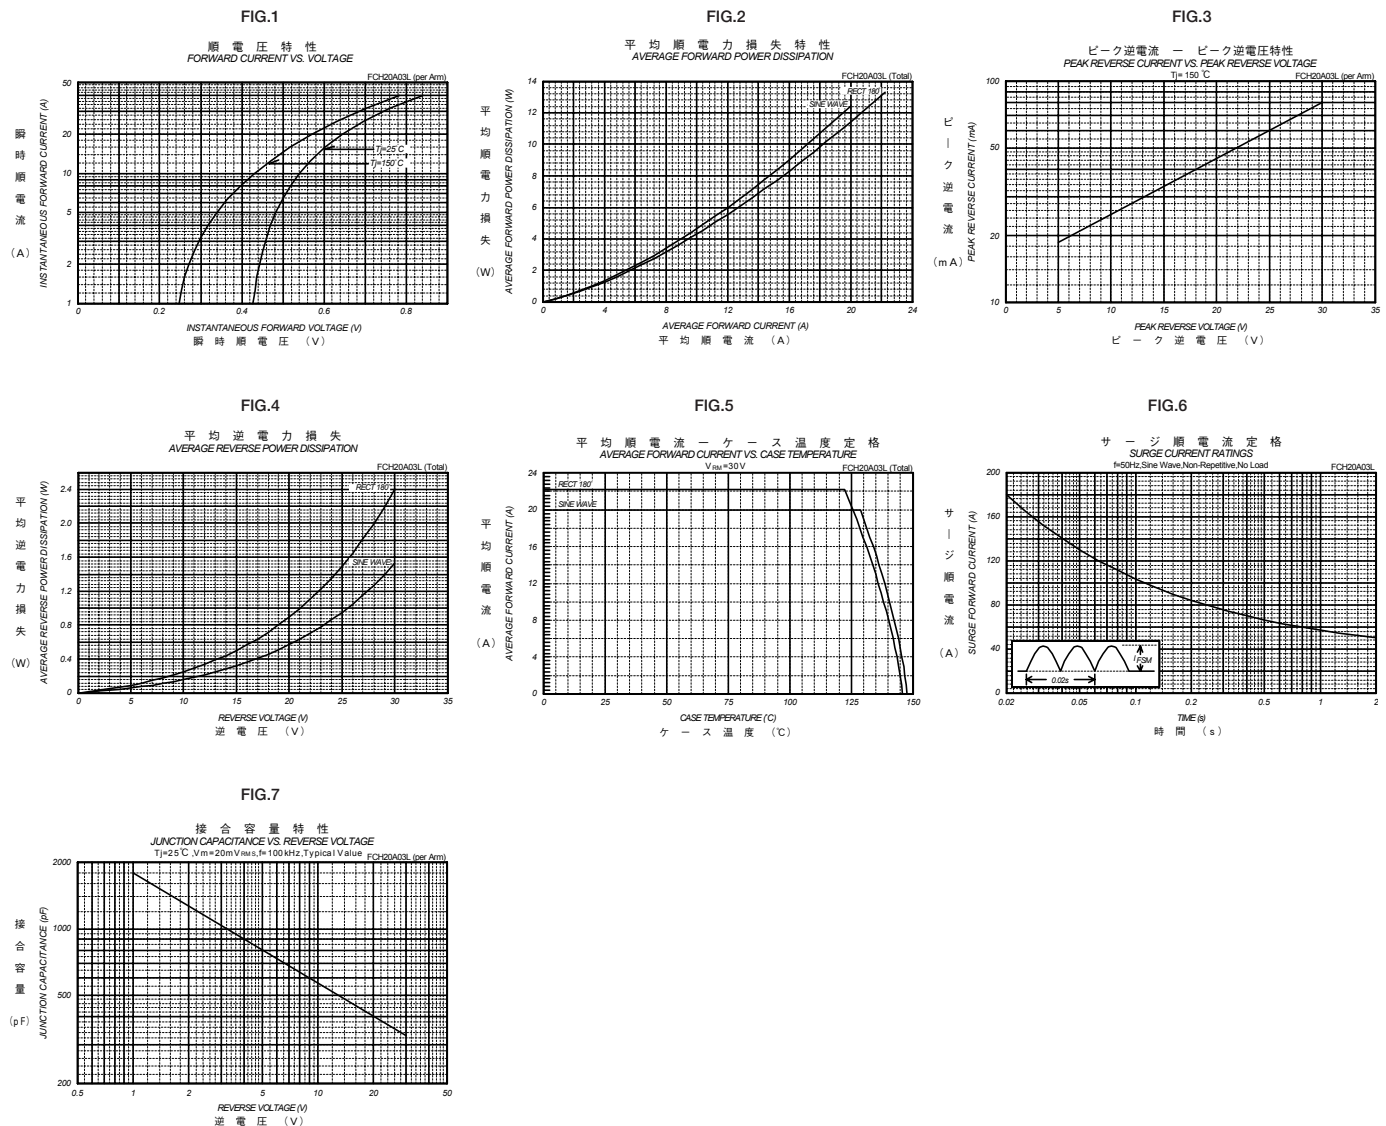 FIG.1
順電圧特性
FORWARD CURRENT VS. VOLTAGE
FCH20A03L (per Arm)
瞬時順電流 (A)
INSTANTANEOUS FORWARD CURRENT (A)
50
20
10
5
2
1
Tj=25°C
Tj=150°C
0 0.2 0.4 0.6 0.8
INSTANTANEOUS FORWARD VOLTAGE (V)
瞬時順電圧 (V)
FIG.2
平均順電力損失特性
AVERAGE FORWARD POWER DISSIPATION
FCH20A03L (Total)
平均順電力損失 (W)
AVERAGE FORWARD POWER DISSIPATION (W)
14
12
10
8
6
4
2
0
RECT 180°
SINE WAVE
0 4 8 12 16 20 24
AVERAGE FORWARD CURRENT (A)
平均順電流 (A)
FIG.3
ピーク逆電流 ー ピーク逆電圧特性
PEAK REVERSE CURRENT VS. PEAK REVERSE VOLTAGE
Tj= 150 ℃
FCH20A03L (per Arm)
ピーク逆電流 (mA)
PEAK REVERSE CURRENT (mA)
100
50
20
10
0 5 10 15 20 25 30 35
PEAK REVERSE VOLTAGE (V)
ピーク逆電圧 (V)
FIG.4
平均逆電力損失
AVERAGE REVERSE POWER DISSIPATION
FCH20A03L (Total)
平均逆電力損失 (W)
AVERAGE REVERSE POWER DISSIPATION (W)
2.4
2.0
1.6
1.2
0.8
0.4
0
RECT 180°
SINE WAVE
0 5 10 15 20 25 30 35
REVERSE VOLTAGE (V)
逆電圧 (V)
FIG.5
平均順電流ーケース温度定格
AVERAGE FORWARD CURRENT VS. CASE TEMPERATURE
VRM=30V
FCH20A03L (Total)
平均順電流 (A)
AVERAGE FORWARD CURRENT (A)
24
20
16
12
8
4
0
RECT 180°
SINE WAVE
0 25 50 75 100 125 150
CASE TEMPERATURE (°C)
ケース温度 (℃)
FIG.6
サージ順電流定格
SURGE CURRENT RATINGS
f=50Hz,Sine Wave,Non-Repetitive,No Load
FCH20A03L
サージ順電流 (A)
SURGE FORWARD CURRENT (A)
200
160
120
80
40
0
IFSM
0.02s
0.02 0.05 0.1 0.2 0.5 1 2
TIME (s)
時間 (s)
FIG.7
接合容量特性
JUNCTION CAPACITANCE VS. REVERSE VOLTAGE
Tj=25℃,Vm=20mVRMS,f=100kHz,Typical Value
FCH20A03L (per Arm)
接合容量 (pF)
JUNCTION CAPACITANCE (pF)
2000
1000
500
200
0.5 1 2 5 10 20 50
REVERSE VOLTAGE (V)
逆電圧 (V)